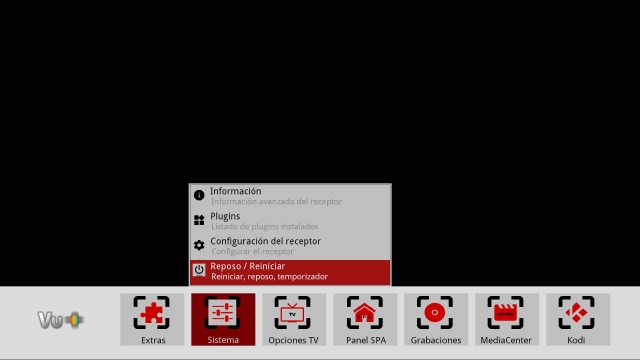 Información
Información avanzada del receptor
Plugins
Listado de plugins instalados
Configuración del receptor
Configurar el receptor
Reposo / Reiniciar
Reiniciar, reposo, temporizador
Vu+
TV
Extras
Sistema
Opciones TV
Panel SPA
Grabaciones
MediaCenter
Kodi